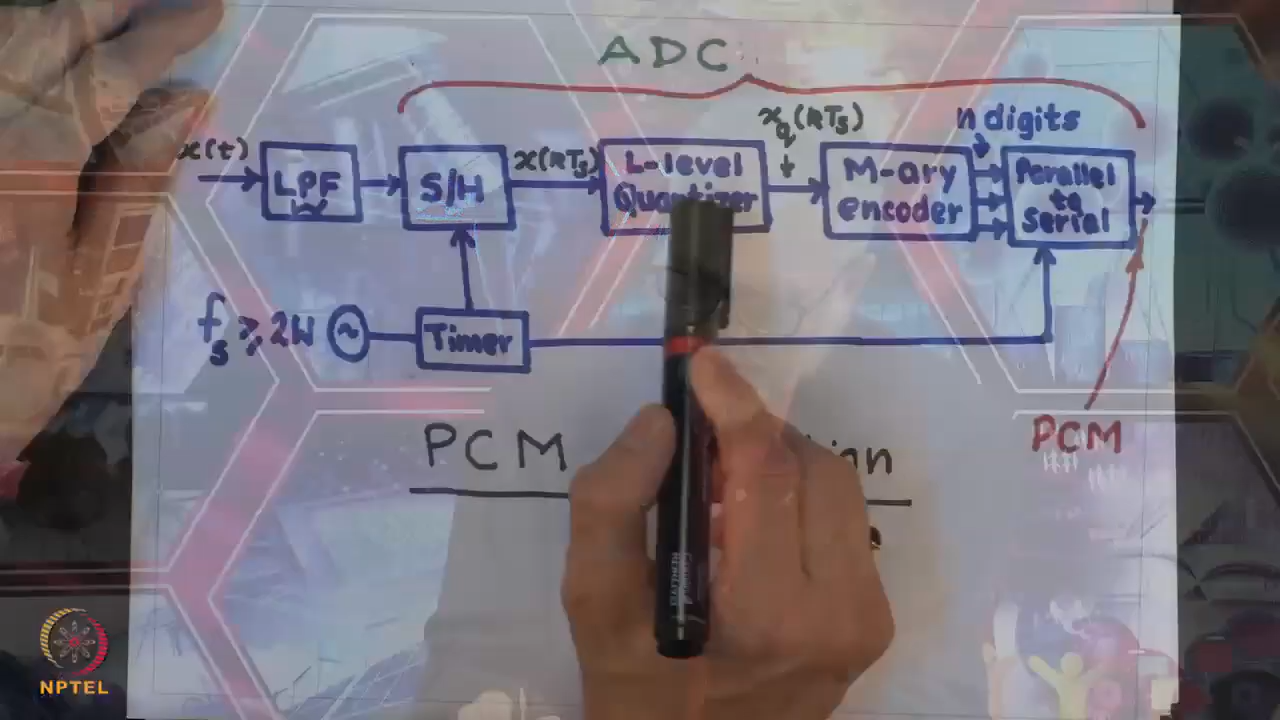 ADC
x(t) LPF S/H x(kTs) L-level Quantizer xq(kTs) M-ary encoder n digits Parallel to Serial
fs ≥ 2W ~ Timer
PCM
PCM
NPTEL